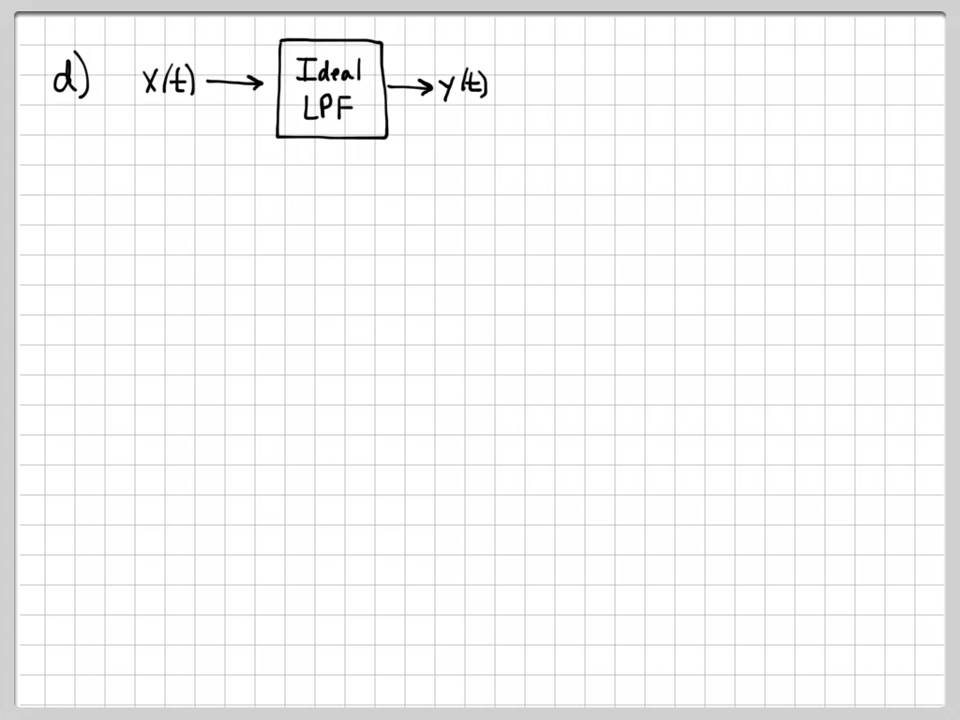 d) x(t) → Ideal LPF → y(t)